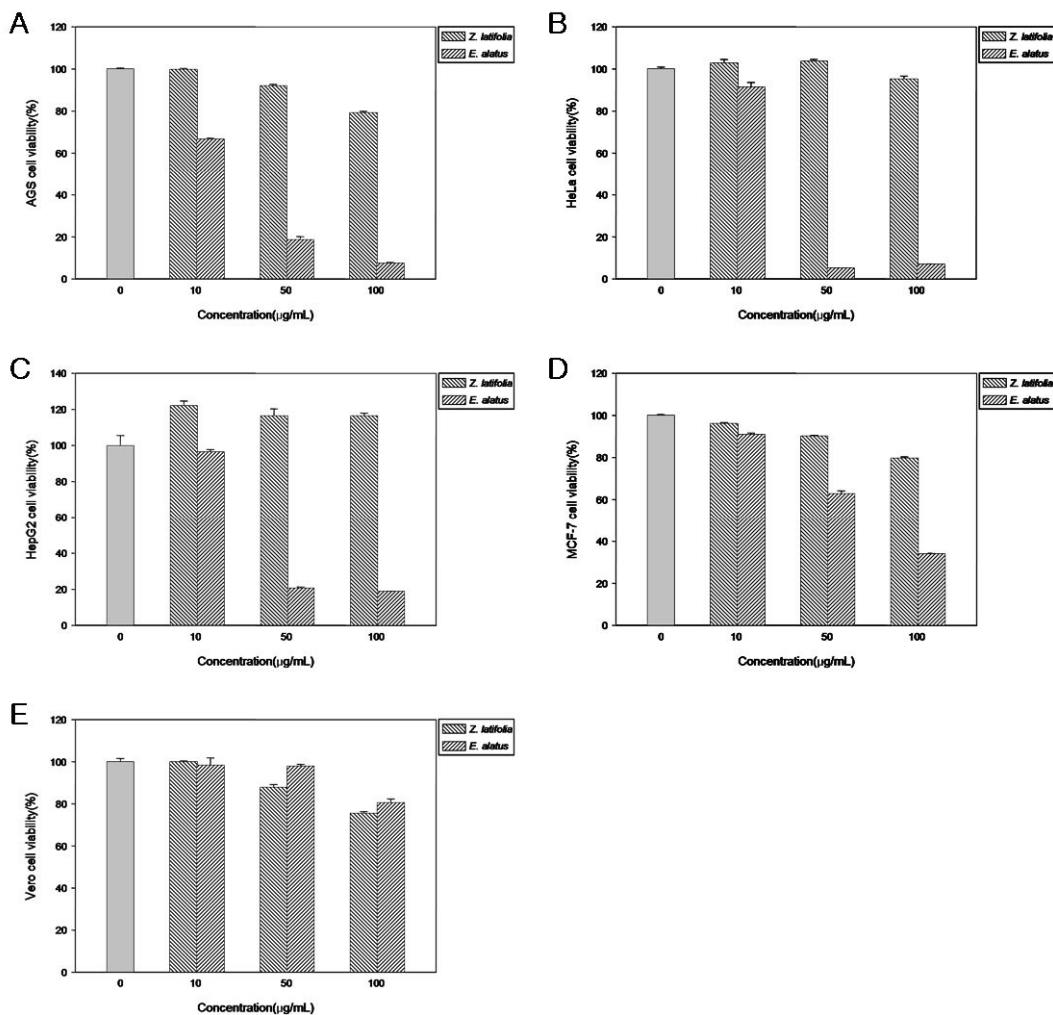 A
120
100
80
60
40
20
0
AGS cell viability(%)
0 10 50 100
Concentration(μg/mL)
Z. latifolia
E. alatus
B
120
100
80
60
40
20
0
HeLa cell viability(%)
0 10 50 100
Concentration(μg/mL)
Z. latifolia
E. alatus
C
140
120
100
80
60
40
20
0
HepG2 cell viability(%)
0 10 50 100
Concentration(μg/mL)
Z. latifolia
E. alatus
D
120
100
80
60
40
20
0
MCF-7 cell viability(%)
0 10 50 100
Concentration(μg/mL)
Z. latifolia
E. alatus
E
120
100
80
60
40
20
0
Vero cell viability(%)
0 10 50 100
Concentration(μg/mL)
Z. latifolia
E. alatus